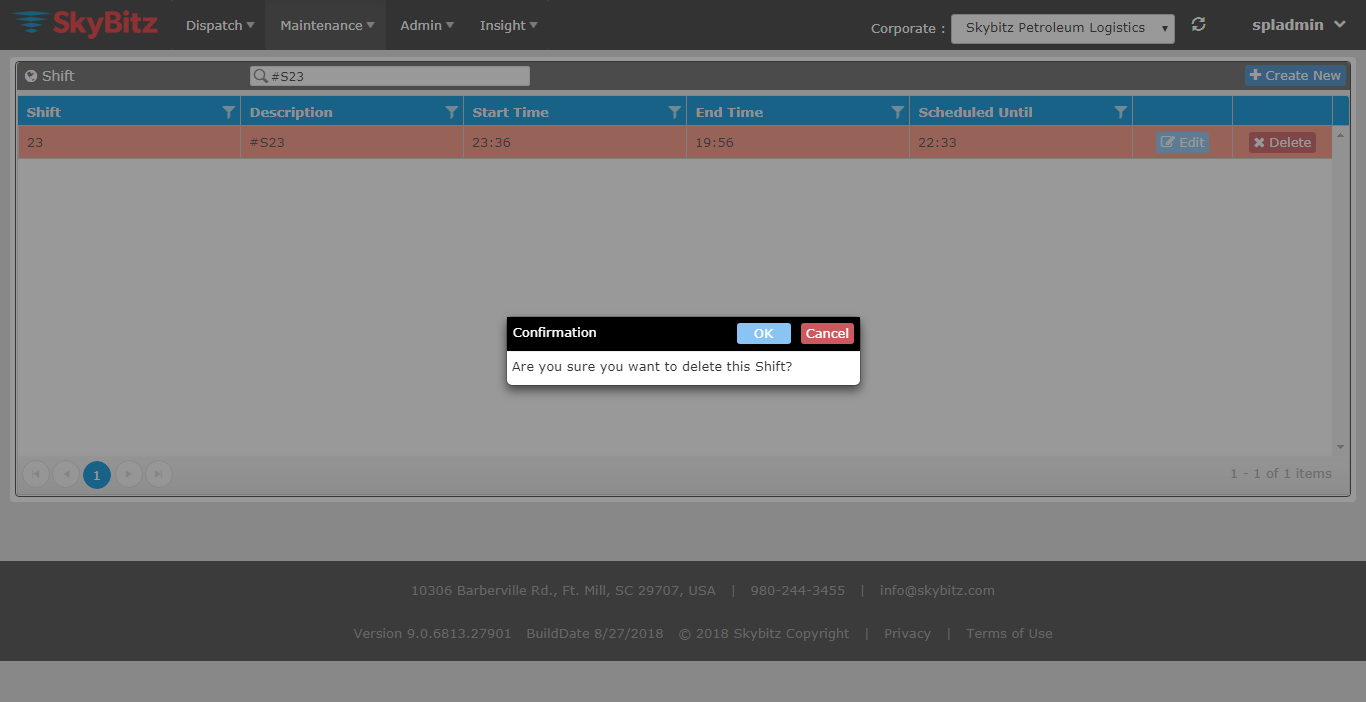 SkyBitz Dispatch Maintenance Admin Insight Corporate : Skybitz Petroleum Logistics spladmin
Shift #S23 Create New
Shift Description Start Time End Time Scheduled Until
23 #S23 23:36 19:56 22:33 Edit Delete
Confirmation OK Cancel
Are you sure you want to delete this Shift?
1 1 - 1 of 1 items
10306 Barberville Rd., Ft. Mill, SC 29707, USA | 980-244-3455 | info@skybitz.com
Version 9.0.6813.27901 BuildDate 8/27/2018 © 2018 Skybitz Copyright | Privacy | Terms of Use